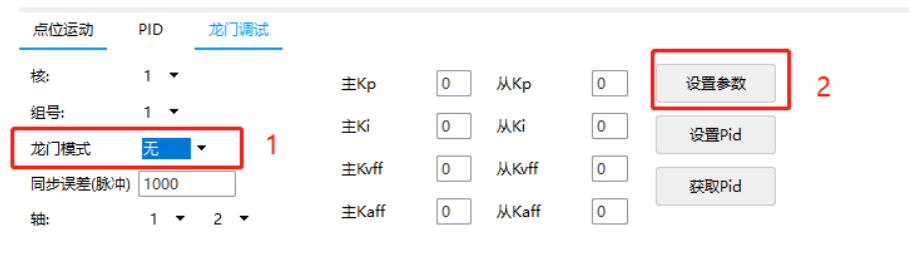 点位运动 PID 龙门调试
核: 1
组号: 1
龙门模式 无 1
同步误差(脉冲) 1000
轴: 1 2
主Kp 0 从Kp 0 设置参数 2
主Ki 0 从Ki 0 设置Pid
主Kvff 0 从Kvff 0 获取Pid
主Kaff 0 从Kaff 0